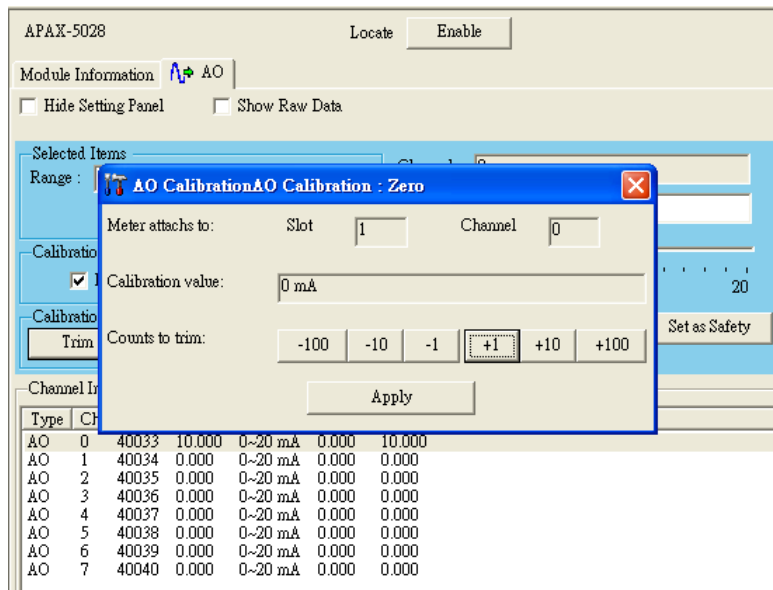 APAX-5028 Locate Enable
Module Information AO
Hide Setting Panel Show Raw Data
Selected Items
Range :
AO CalibrationAO Calibration : Zero
Meter attachs to: Slot 1 Channel 0
Calibration value: 0 mA
20
Trim
Counts to trim: -100 -10 -1 +1 +10 +100
Set as Safety
Apply
Type
AO 0 40033 10.000 0~20 mA 0.000 10.000
AO 1 40034 0.000 0~20 mA 0.000 0.000
AO 2 40035 0.000 0~20 mA 0.000 0.000
AO 3 40036 0.000 0~20 mA 0.000 0.000
AO 4 40037 0.000 0~20 mA 0.000 0.000
AO 5 40038 0.000 0~20 mA 0.000 0.000
AO 6 40039 0.000 0~20 mA 0.000 0.000
AO 7 40040 0.000 0~20 mA 0.000 0.000